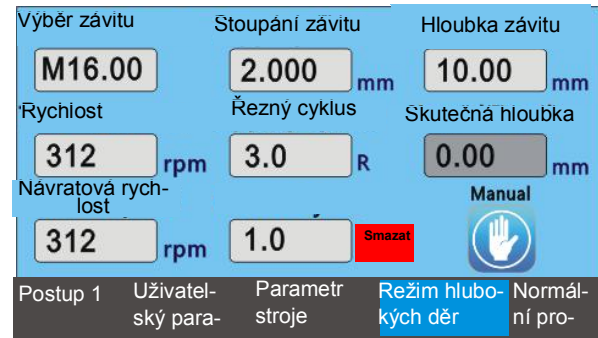 Výběr závitu Stoupání závitu Hloubka závitu
M16.00 2.000 mm 10.00 mm
Rychlost Řezný cyklus Skutečná hloubka
312 rpm 3.0 R 0.00 mm
Návratová rych-
lost Manual
312 rpm 1.0 Smazat
Postup 1 Uživatel- Parametr Režim hlubo- Normál-
ský para- stroje kých děr ní pro-